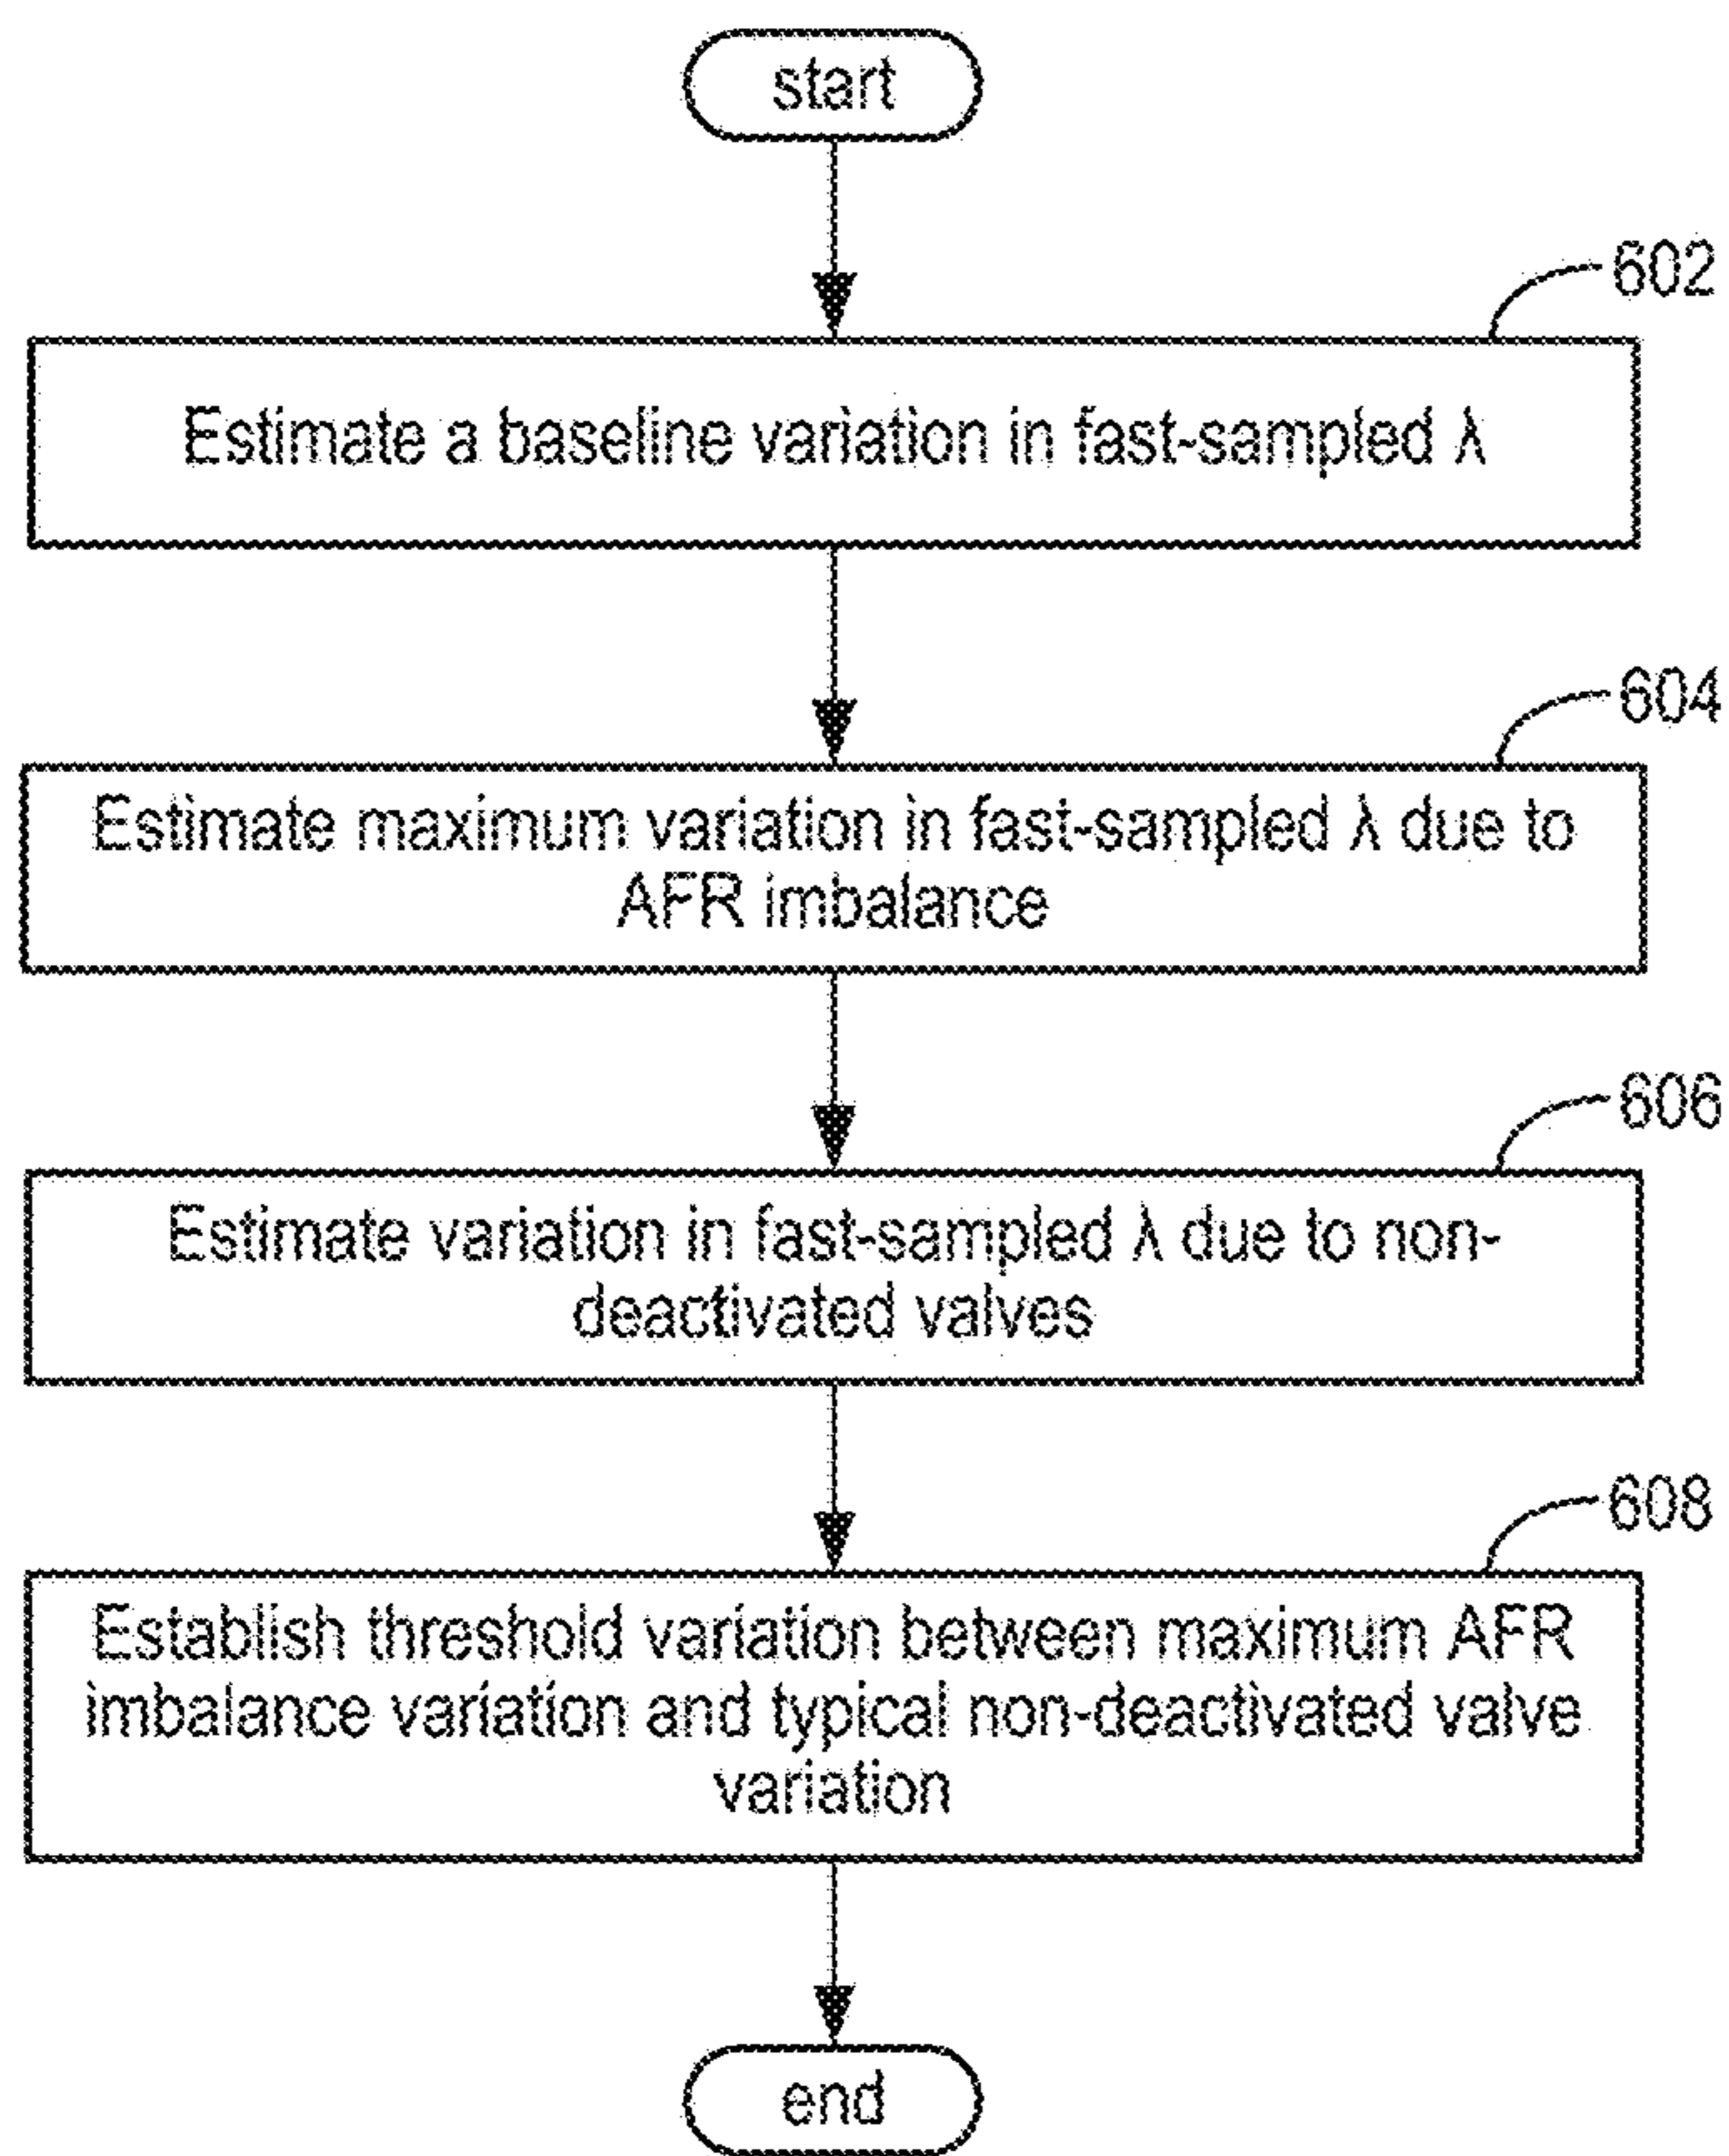 start
602
Estimate a baseline variation in fast-sampled λ
604
Estimate maximum variation in fast-sampled λ due to
AFR imbalance
606
Estimate variation in fast-sampled λ due to non-
deactivated valves
608
Establish threshold variation between maximum AFR
imbalance variation and typical non-deactivated valve
variation
end